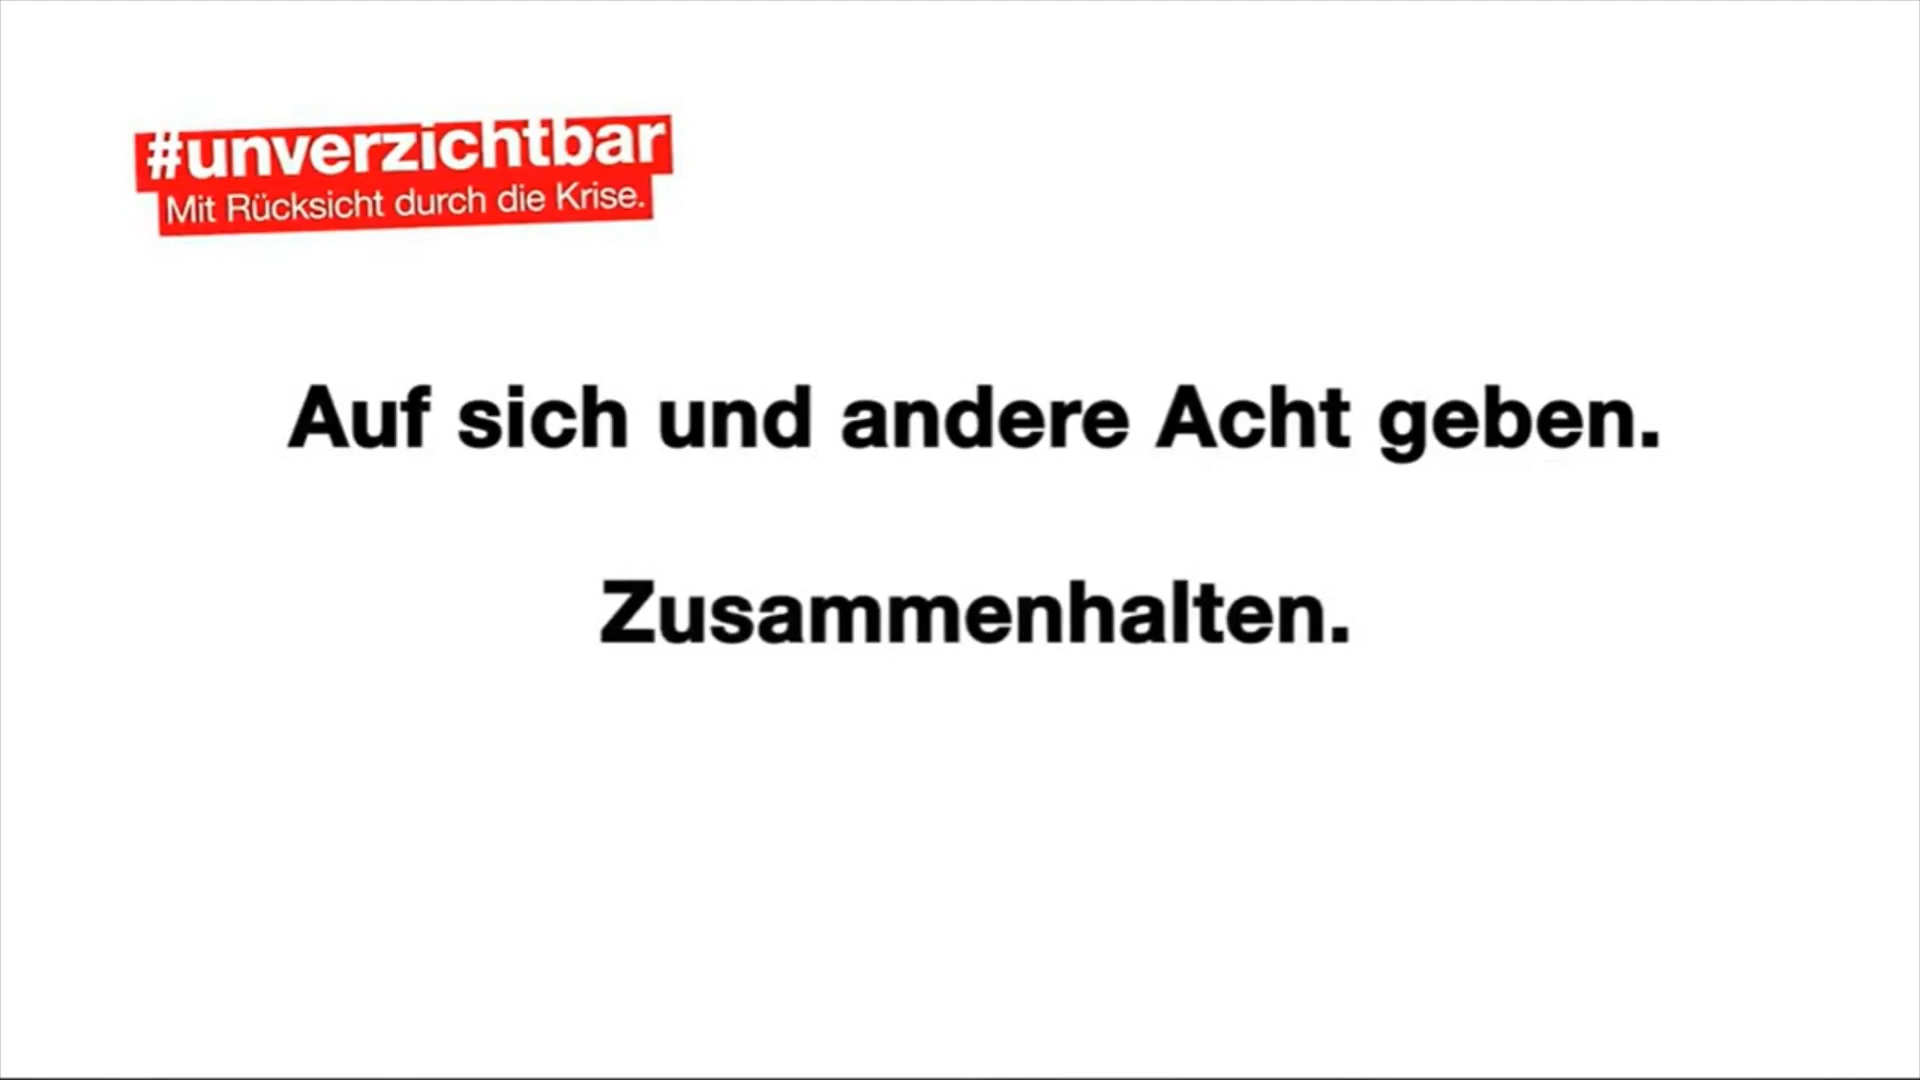 #unverzichtbar
Mit Rücksicht durch die Krise.
Auf sich und andere Acht geben.
Zusammenhalten.